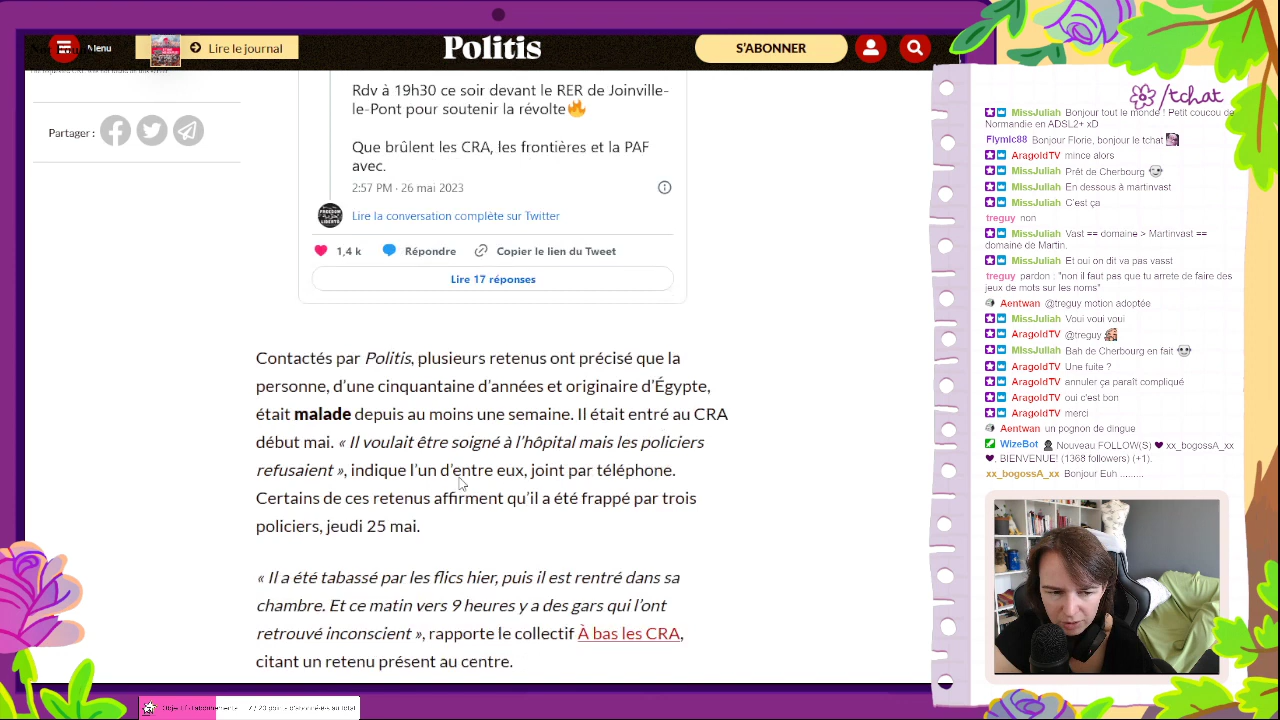 Menu
Lire le journal
Politis
S'ABONNER
Partager :
Rdv à 19h30 ce soir devant le RER de Joinville-
le-Pont pour soutenir la révolte🔥
Que brûlent les CRA, les frontières et la PAF
avec.
2:57 PM · 26 mai 2023
Lire la conversation complète sur Twitter
1,4 k Répondre Copier le lien du Tweet
Lire 17 réponses
Contactés par Politis, plusieurs retenus ont précisé que la
personne, d'une cinquantaine d'années et originaire d'Égypte,
était malade depuis au moins une semaine. Il était entré au CRA
début mai. « Il voulait être soigné à l'hôpital mais les policiers
refusaient », indique l'un d'entre eux, joint par téléphone.
Certains de ces retenus affirment qu'il a été frappé par trois
policiers, jeudi 25 mai.
« Il a été tabassé par les flics hier, puis il est rentré dans sa
chambre. Et ce matin vers 9 heures y a des gars qui l'ont
retrouvé inconscient », rapporte le collectif À bas les CRA,
citant un retenu présent au centre.
/tchat
MissJuliah Bonjour tout le monde ! Petit coucou de
Normandie en ADSL2+ xD
Flymic88 Bonjour Florie, bonjour le tchat
AragoldTV mince alors
MissJuliah Prêt de Cherbourg
MissJuliah En dessous à martinvast
MissJuliah C'est ça
treguy non
MissJuliah Vast == domaine > Martinvast ==
domaine de Martin.
MissJuliah Et oui on dit va pas vasst
treguy pardon : "non il faut pas que tu arrete de faire des
jeux de mots sur les noms"
Aentwan @treguy motion adoptée
MissJuliah Voui voui voui
AragoldTV @treguy
MissJuliah Bah de Cherbourg en fait
AragoldTV Une fuite ?
AragoldTV annuler ça paraît compliqué
AragoldTV oui c'est bon
AragoldTV merci
Aentwan un pognon de dingue
WizeBot Nouveau FOLLOW(S) ♥ xx_bogossA_xx
♥, BIENVENUE! (1368 followers) (+1).
xx_bogossA_xx Bonjour Euh ........